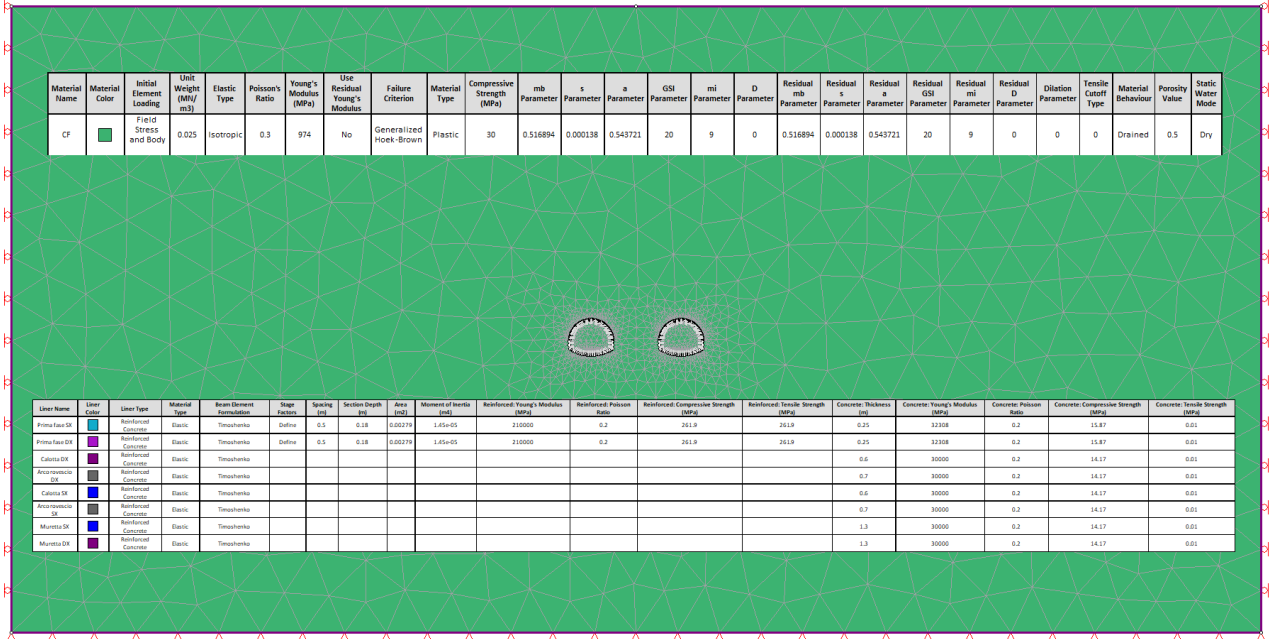 Material Name | Material Color | Initial Element Loading | Unit Weight (MN/m3) | Elastic Type | Poisson's Ratio | Young's Modulus (MPa) | Use Residual Young's Modulus | Failure Criterion | Material Type | Compressive Strength (MPa) | mb Parameter | s Parameter | a Parameter | GSI Parameter | mi Parameter | D Parameter | Residual mb Parameter | Residual s Parameter | Residual a Parameter | Residual GSI Parameter | Residual mi Parameter | Residual D Parameter | Dilation Parameter | Tensile Cutoff Type | Material Behaviour | Porosity Value | Static Water Mode
CF | Field Stress and Body | 0.025 | Isotropic | 0.3 | 974 | No | Generalized Hoek-Brown | Plastic | 30 | 0.516894 | 0.000138 | 0.543721 | 20 | 9 | 0 | 0.516894 | 0.000138 | 0.543721 | 20 | 9 | 0 | 0 | 0 | Drained | 0.5 | Dry
Liner Name | Liner Color | Liner Type | Material Type | Beam Element Formulation | Stage Factors | Spacing (m) | Section Depth (m) | Area (m2) | Moment of Inertia (m4) | Reinforced: Young's Modulus (MPa) | Reinforced: Poisson Ratio | Reinforced: Compressive Strength (MPa) | Reinforced: Tensile Strength (MPa) | Concrete: Thickness (m) | Concrete: Young's Modulus (MPa) | Concrete: Poisson Ratio | Concrete: Compressive Strength (MPa) | Concrete: Tensile Strength (MPa)
Prima fase SX | Reinforced Concrete | Elastic | Timoshenko | Define | 0.5 | 0.18 | 0.00279 | 1.45e-05 | 210000 | 0.2 | 261.9 | 261.9 | 0.25 | 32308 | 0.2 | 15.87 | 0.01
Prima fase DX | Reinforced Concrete | Elastic | Timoshenko | Define | 0.5 | 0.18 | 0.00279 | 1.45e-05 | 210000 | 0.2 | 261.9 | 261.9 | 0.25 | 32308 | 0.2 | 15.87 | 0.01
Calotta DX | Reinforced Concrete | Elastic | Timoshenko | 0.6 | 30000 | 0.2 | 14.17 | 0.01
Arco rovescio DX | Reinforced Concrete | Elastic | Timoshenko | 0.7 | 30000 | 0.2 | 14.17 | 0.01
Calotta SX | Reinforced Concrete | Elastic | Timoshenko | 0.6 | 30000 | 0.2 | 14.17 | 0.01
Arco rovescio SX | Reinforced Concrete | Elastic | Timoshenko | 0.7 | 30000 | 0.2 | 14.17 | 0.01
Muretta SX | Reinforced Concrete | Elastic | Timoshenko | 1.3 | 30000 | 0.2 | 14.17 | 0.01
Muretta DX | Reinforced Concrete | Elastic | Timoshenko | 1.3 | 30000 | 0.2 | 14.17 | 0.01